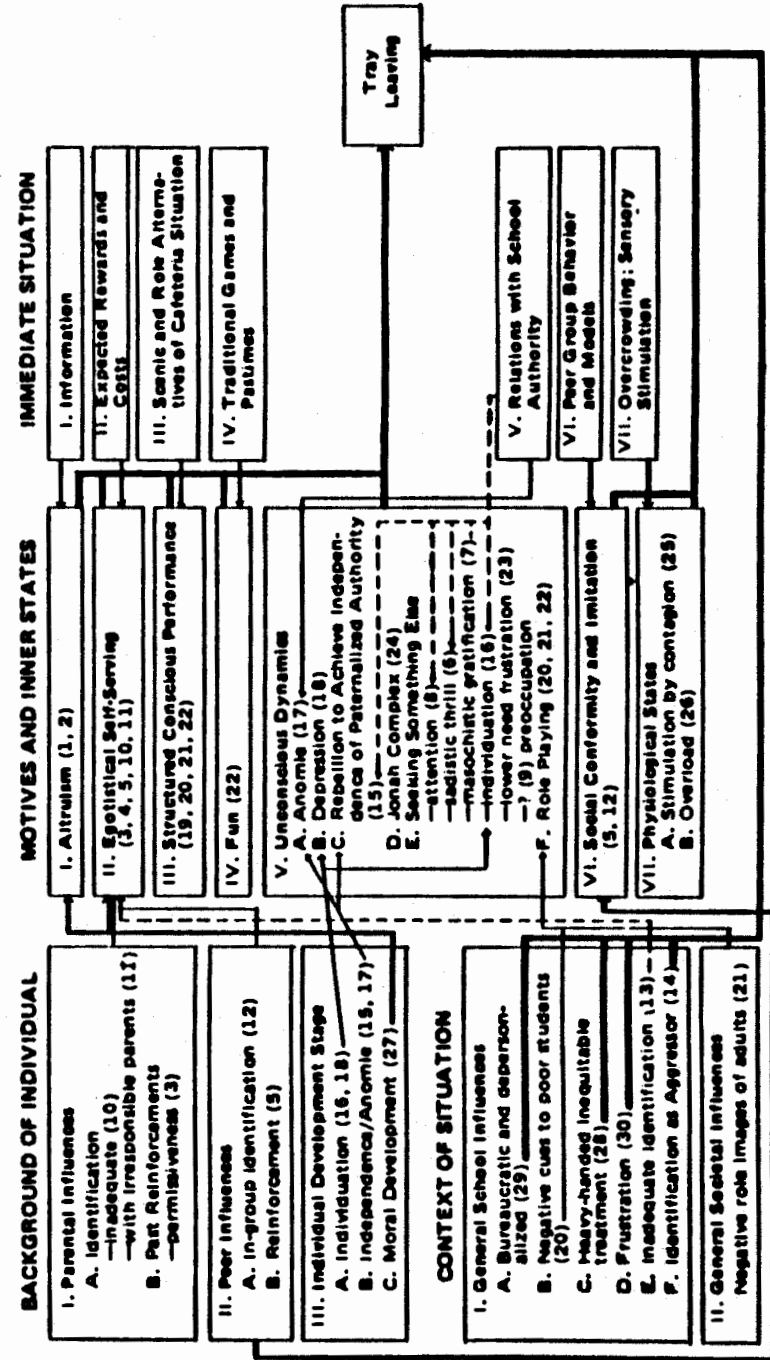 BACKGROUND OF INDIVIDUAL
I. Parental Influences
A. Identification
—inadequate (10)
—with irresponsible parents (11)
B. Past Reinforcements
—permissiveness (3)
II. Peer Influences
A. In-group Identification (12)
B. Reinforcement (5)
III. Individual Development Stage
A. Individuation (16, 18)
B. Independence/Anomie (15, 17)
C. Moral Development (27)
CONTEXT OF SITUATION
I. General School Influences
A. Bureaucratic and deperson-
alized (29)
B. Negative cues to poor students
(20)
C. Heavy-handed inequitable
treatment (28)
D. Frustration (30)
E. Inadequate Identification (13)
F. Identification as Aggressor (14)
II. General Societal Influences
Negative role images of adults (21)
MOTIVES AND INNER STATES
I. Altruism (1, 2)
II. Egotistical Self-Serving
(3, 4, 5, 10, 11)
III. Structured Conscious Performance
(19, 20, 21, 22)
IV. Fun (22)
V. Unconscious Dynamics
A. Anomie (17)
B. Depression (18)
C. Rebellion to Achieve Indepen-
dence of Paternalized Authority
(15)
D. Jonah Complex (24)
E. Seeking Something Else
—attention (8)
—sadistic thrill (6)
—masochistic gratification (7)
—individuation (16)
—lower need frustration (23)
—? (9) preoccupation
F. Role Playing (20, 21, 22)
VI. Social Conformity and Imitation
(5, 12)
VII. Physiological States
A. Stimulation by contagion (25)
B. Overload (26)
IMMEDIATE SITUATION
I. Information
II. Expected Rewards and
Costs
III. Scenic and Role Alterna-
tives of Cafeteria Situation
IV. Traditional Games and
Pastimes
V. Relations with School
Authority
VI. Peer Group Behavior
and Models
VII. Overcrowding; Sensory
Stimulation
Tray
Leaving